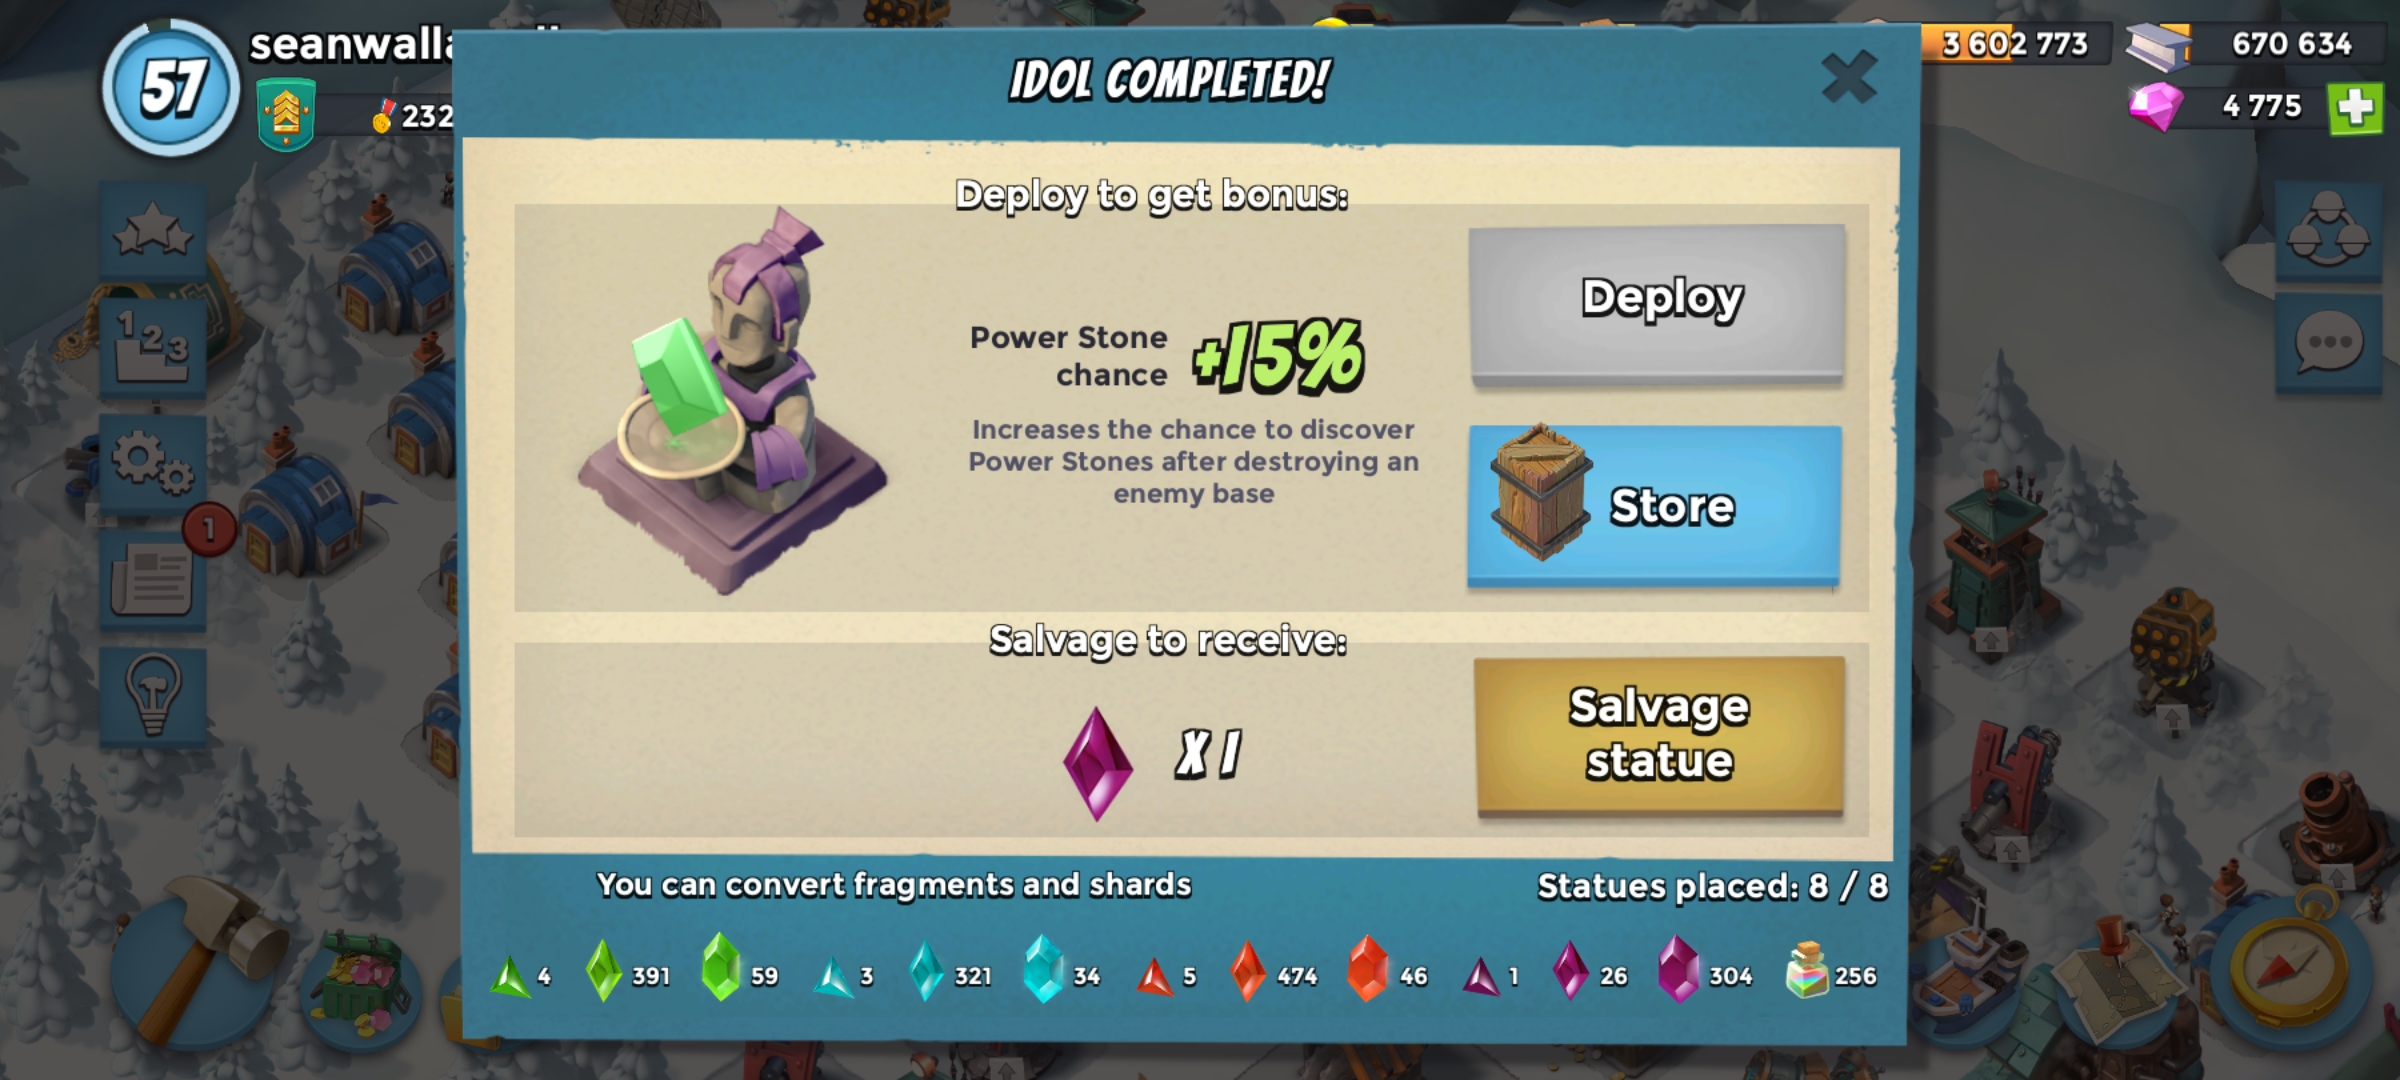 57
232
IDOL COMPLETED!
3 602 773
670 634
4 775
Deploy to get bonus:
Power Stone
chance
+15%
Increases the chance to discover
Power Stones after destroying an
enemy base
Deploy
Store
123
1
Salvage to receive:
X 1
Salvage
statue
You can convert fragments and shards
Statues placed: 8 / 8
4 391 59 3 321 34 5 474 46 1 26 304 256